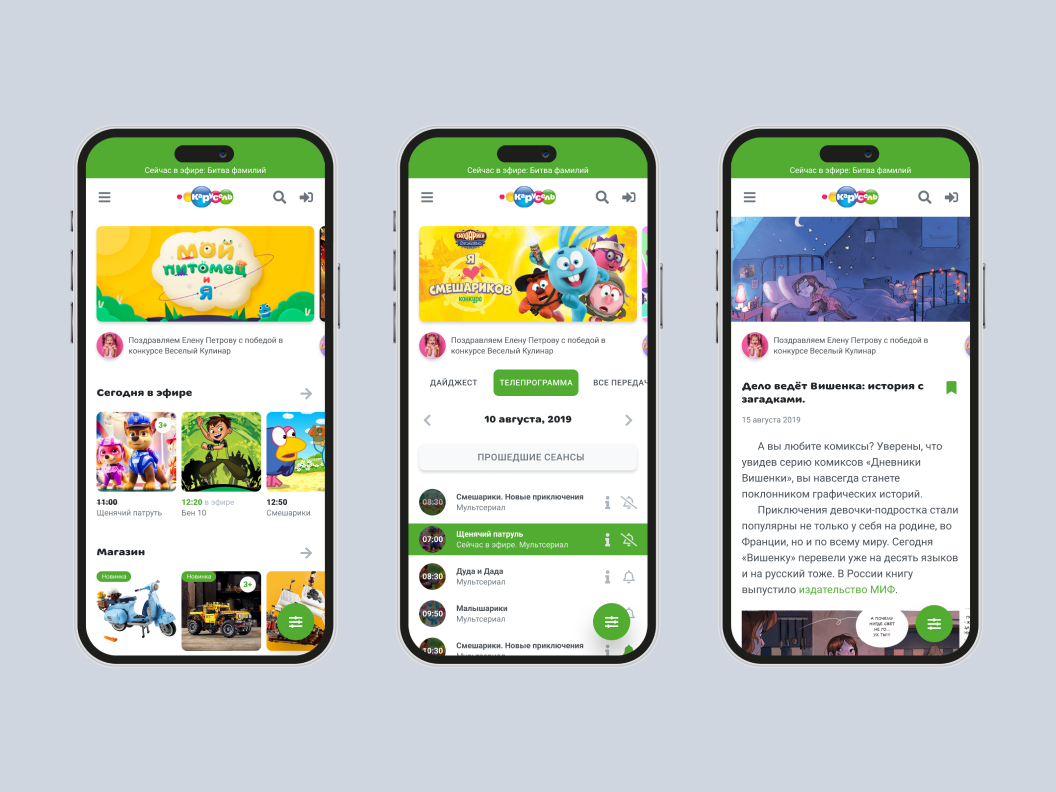 Сейчас в эфире: Битва фамилий
Карусель
Мой
питомец
и
Я
Поздравляем Елену Петрову с победой в
конкурсе Веселый Кулинар
Сегодня в эфире
3+
11:00
Щенячий патруль
12:20 в эфире
Бен 10
12:50
Смешарики
Магазин
Новинка
Новинка
3+
Сейчас в эфире: Битва фамилий
Карусель
Я
СМЕШАРИКОВ
конкурс
Поздравляем Елену Петрову с победой в
конкурсе Веселый Кулинар
ДАЙДЖЕСТ
ТЕЛЕПРОГРАММА
ВСЕ ПЕРЕДАЧ
10 августа, 2019
ПРОШЕДШИЕ СЕАНСЫ
08:30
Смешарики. Новые приключения
Мультсериал
07:00
Щенячий патруль
Сейчас в эфире. Мультсериал
08:30
Дуда и Дада
Мультсериал
09:50
Малышарики
Мультсериал
10:30
Смешарики. Новые приключения
Мультсериал
Сейчас в эфире: Битва фамилий
Карусель
Поздравляем Елену Петрову с победой в
конкурсе Веселый Кулинар
Дело ведёт Вишенка: история с
загадками.
15 августа 2019
А вы любите комиксы? Уверены, что
увидев серию комиксов «Дневники
Вишенки», вы навсегда станете
поклонником графических историй.
Приключения девочки-подростка стали
популярны не только у себя на родине, во
Франции, но и по всему миру. Сегодня
«Вишенку» перевели уже на десять языков
и на русский тоже. В России книгу
выпустило издательство МИФ.
А ПОЧЕМУ
НИГДЕ СВЕТ
НЕ ГО...